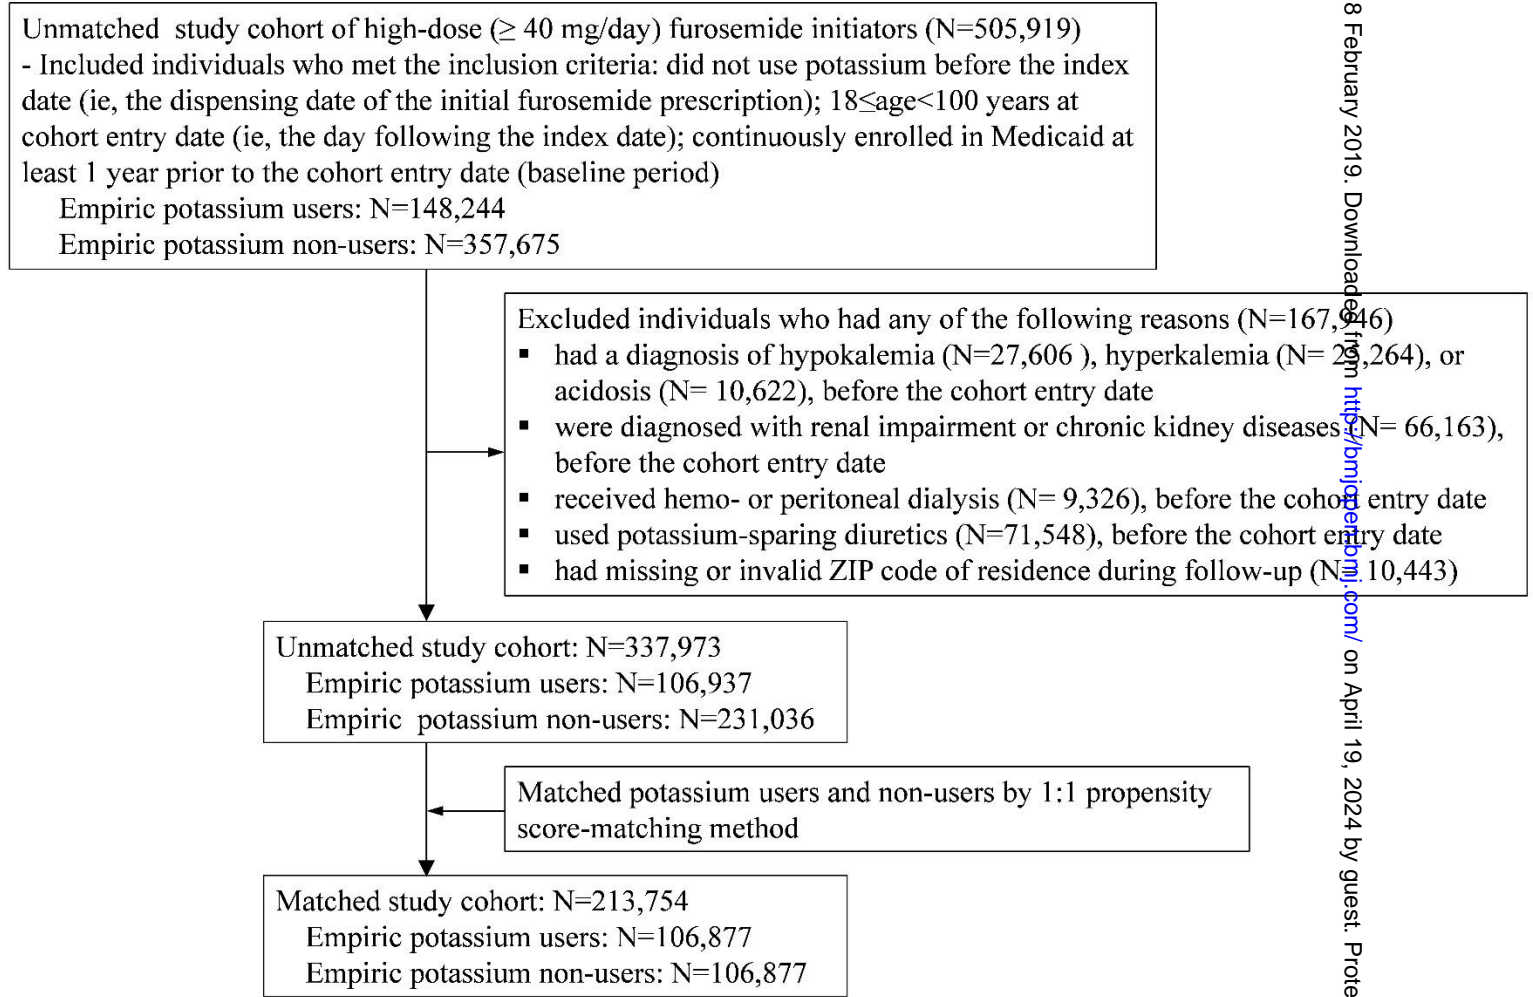 Unmatched study cohort of high-dose (≥ 40 mg/day) furosemide initiators (N=505,919)
- Included individuals who met the inclusion criteria: did not use potassium before the index
date (ie, the dispensing date of the initial furosemide prescription); 18≤age<100 years at
cohort entry date (ie, the day following the index date); continuously enrolled in Medicaid at
least 1 year prior to the cohort entry date (baseline period)
Empiric potassium users: N=148,244
Empiric potassium non-users: N=357,675
Excluded individuals who had any of the following reasons (N=167,946)
▪ had a diagnosis of hypokalemia (N=27,606 ), hyperkalemia (N= ,264), or
acidosis (N= 10,622), before the cohort entry date
▪ were diagnosed with renal impairment or chronic kidney diseases (N= 66,163),
before the cohort entry date
▪ received hemo- or peritoneal dialysis (N= 9,326), before the cohort entry date
▪ used potassium-sparing diuretics (N=71,548), before the cohort entry date
▪ had missing or invalid ZIP code of residence during follow-up (N= 10,443)
Unmatched study cohort: N=337,973
Empiric potassium users: N=106,937
Empiric potassium non-users: N=231,036
Matched potassium users and non-users by 1:1 propensity
score-matching method
Matched study cohort: N=213,754
Empiric potassium users: N=106,877
Empiric potassium non-users: N=106,877
8 February 2019. Downloaded from http://bmjopen.bmj.com/ on April 19, 2024 by guest. Prote